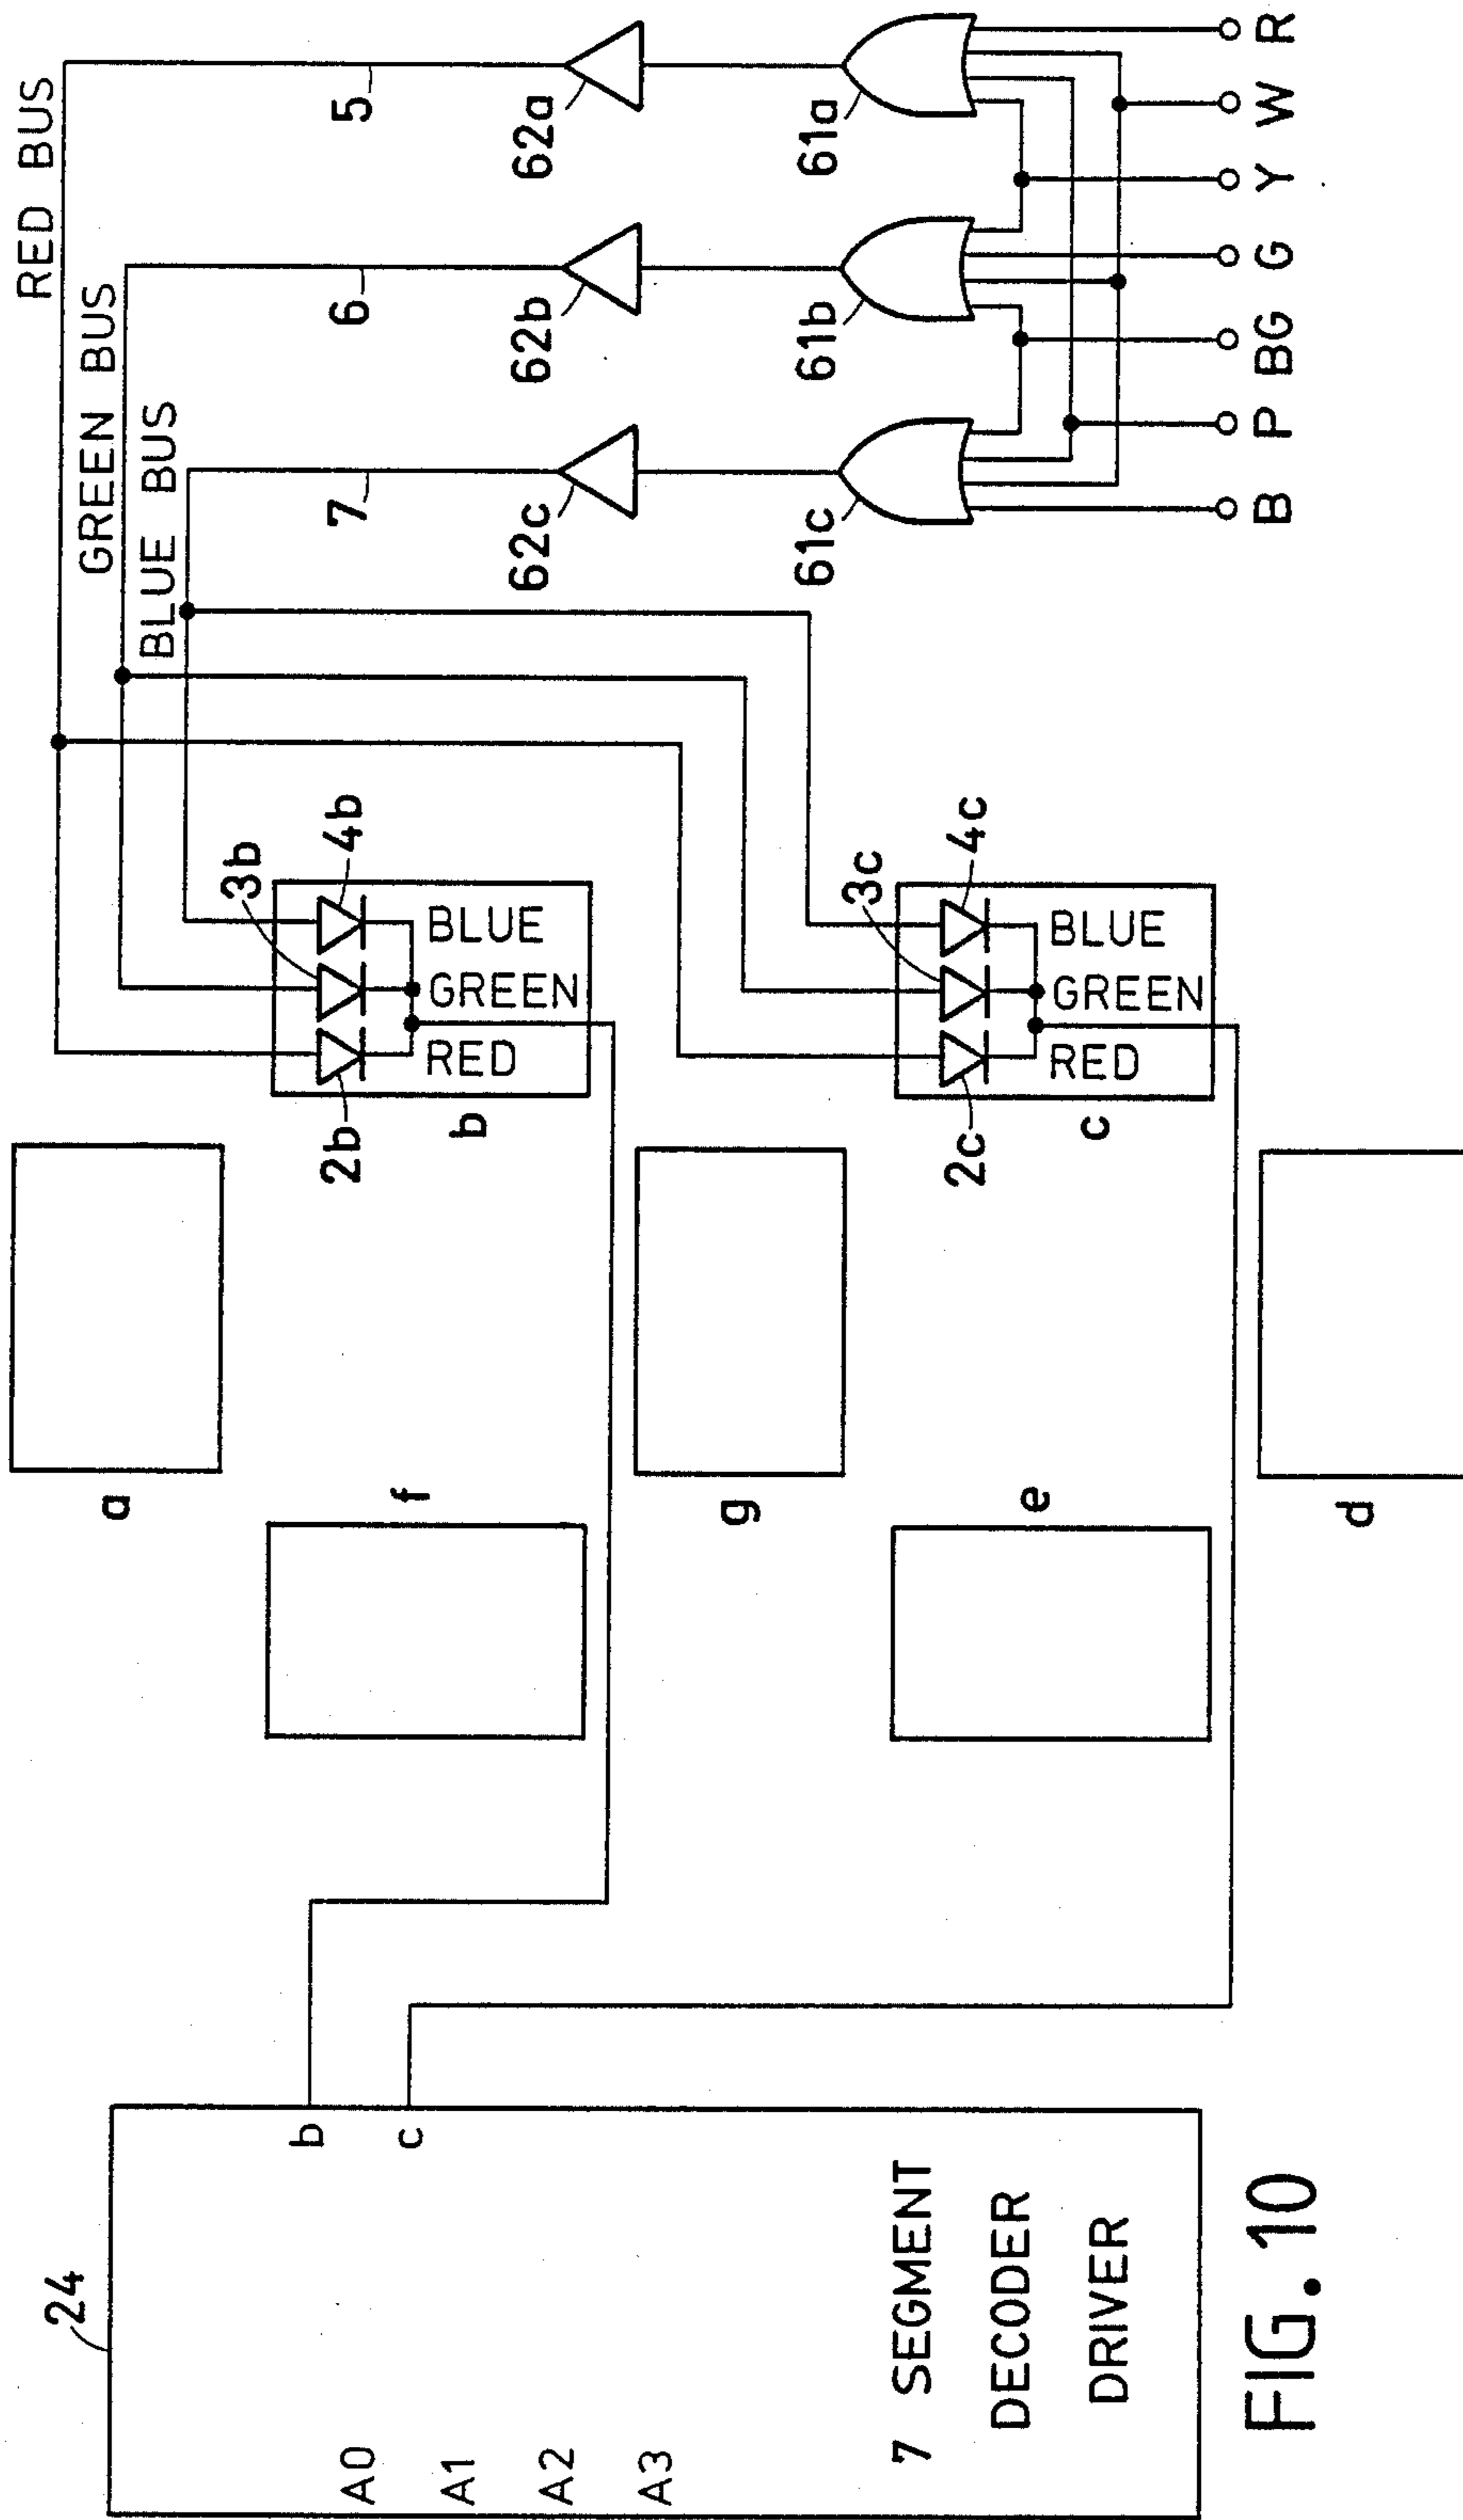 24
A0
A1
A2
A3
b
c
7 SEGMENT
DECODER
DRIVER
a
f
g
e
d
2b
3b
4b
RED
GREEN
BLUE
b
2c
3c
4c
RED
GREEN
BLUE
c
RED BUS
GREEN BUS
BLUE BUS
5
6
7
62a
62b
62c
61a
61b
61c
B
P
BG
G
Y
W
R
FIG. 10